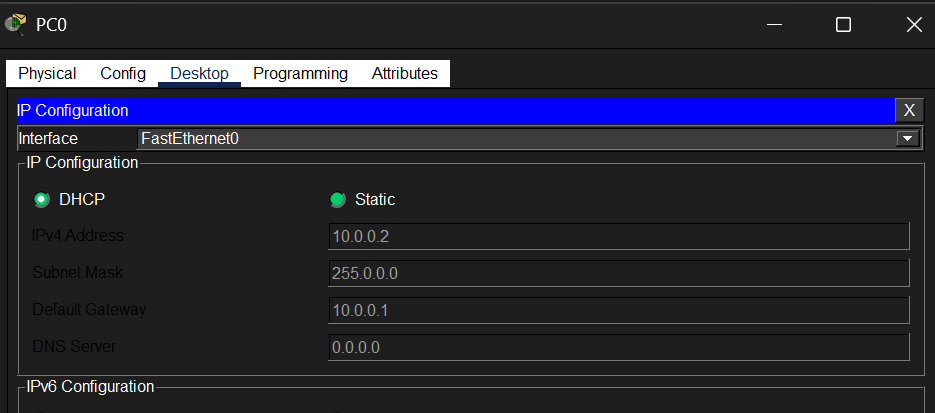 PC0
Physical Config Desktop Programming Attributes
IP Configuration X
Interface FastEthernet0
IP Configuration
DHCP Static
IPv4 Address 10.0.0.2
Subnet Mask 255.0.0.0
Default Gateway 10.0.0.1
DNS Server 0.0.0.0
IPv6 Configuration